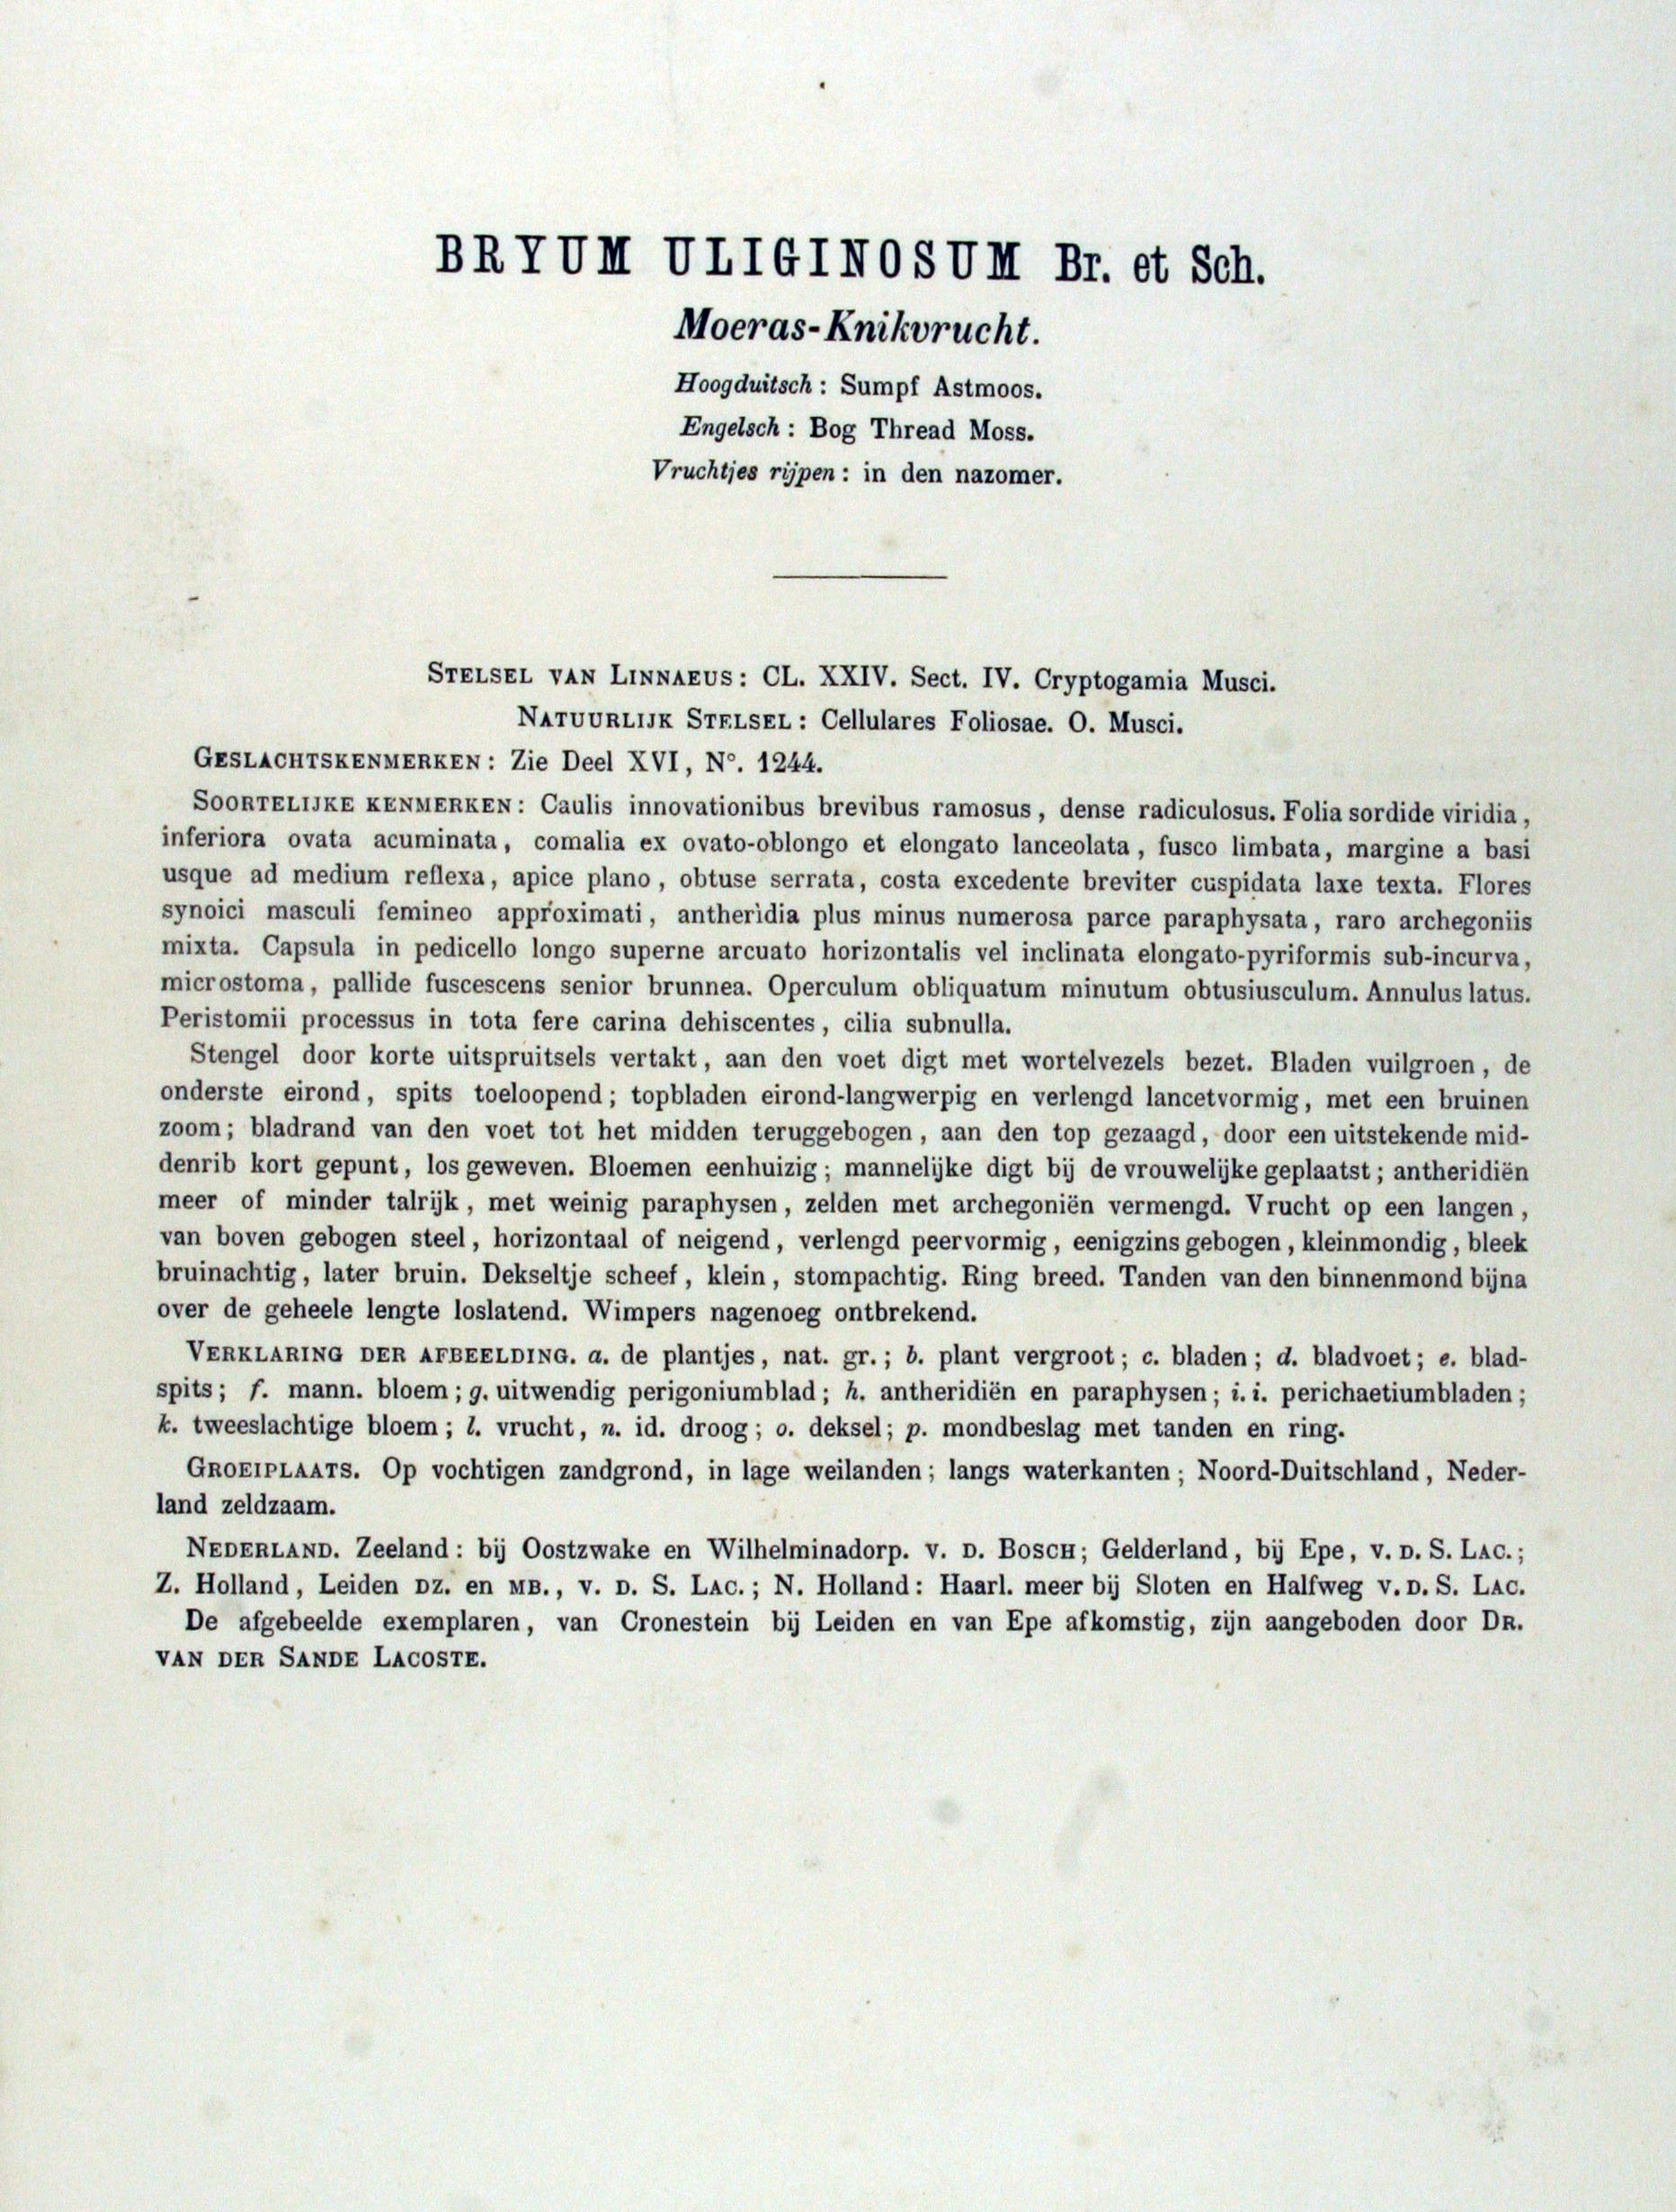 BRYUM ULIGINOSUM Br. et Sch.
Moeras-Knikvrucht.
Hoogduitsch: Sumpf Astmoos.
Engelsch: Bog Thread Moss.
Vruchtjes rijpen: in den nazomer.
STELSEL VAN LINNAEUS: CL. XXIV. Sect. IV. Cryptogamia Musci.
NATUURLIJK STELSEL: Cellulares Foliosae. O. Musci.
GESLACHTSKENMERKEN: Zie Deel XVI, N°. 1244.
SOORTELIJKE KENMERKEN: Caulis innovationibus brevibus ramosus, dense radiculosus. Folia sordide viridia,
inferiora ovata acuminata, comalia ex ovato-oblongo et elongato lanceolata, fusco limbata, margine a basi
usque ad medium reflexa, apice plano, obtuse serrata, costa excedente breviter cuspidata laxe texta. Flores
synoici masculi femineo approximati, antheridia plus minus numerosa parce paraphysata, raro archegoniis
mixta. Capsula in pedicello longo superne arcuato horizontalis vel inclinata elongato-pyriformis sub-incurva,
microstoma, pallide fuscescens senior brunnea. Operculum obliquatum minutum obtusiusculum. Annulus latus.
Peristomii processus in tota fere carina dehiscentes, cilia subnulla.
Stengel door korte uitspruitsels vertakt, aan den voet digt met wortelvezels bezet. Bladen vuilgroen, de
onderste eirond, spits toeloopend; topbladen eirond-langwerpig en verlengd lancetvormig, met een bruinen
zoom; bladrand van den voet tot het midden teruggebogen, aan den top gezaagd, door een uitstekende mid-
denrib kort gepunt, los geweven. Bloemen eenhuizig; mannelijke digt bij de vrouwelijke geplaatst; antheridiën
meer of minder talrijk, met weinig paraphysen, zelden met archegoniën vermengd. Vrucht op een langen,
van boven gebogen steel, horizontaal of neigend, verlengd peervormig, eenigzins gebogen, kleinmondig, bleek
bruinachtig, later bruin. Dekseltje scheef, klein, stompachtig. Ring breed. Tanden van den binnenmond bijna
over de geheele lengte loslatend. Wimpers nagenoeg ontbrekend.
VERKLARING DER AFBEELDING. a. de plantjes, nat. gr.; b. plant vergroot; c. bladen; d. bladvoet; e. blad-
spits; f. mann. bloem; g. uitwendig perigoniumblad; h. antheridiën en paraphysen; i. i. perichaetiumbladen;
k. tweeslachtige bloem; l. vrucht, n. id. droog; o. deksel; p. mondbeslag met tanden en ring.
GROEIPLAATS. Op vochtigen zandgrond, in lage weilanden; langs waterkanten; Noord-Duitschland, Neder-
land zeldzaam.
NEDERLAND. Zeeland: bij Oostzwake en Wilhelminadorp. V. D. BOSCH; Gelderland, bij Epe, V. D. S. LAC.;
Z. Holland, Leiden DZ. en MB., V. D. S. LAC.; N. Holland: Haarl. meer bij Sloten en Halfweg V. D. S. LAC.
De afgebeelde exemplaren, van Cronestein bij Leiden en van Epe afkomstig, zijn aangeboden door DR.
VAN DER SANDE LACOSTE.